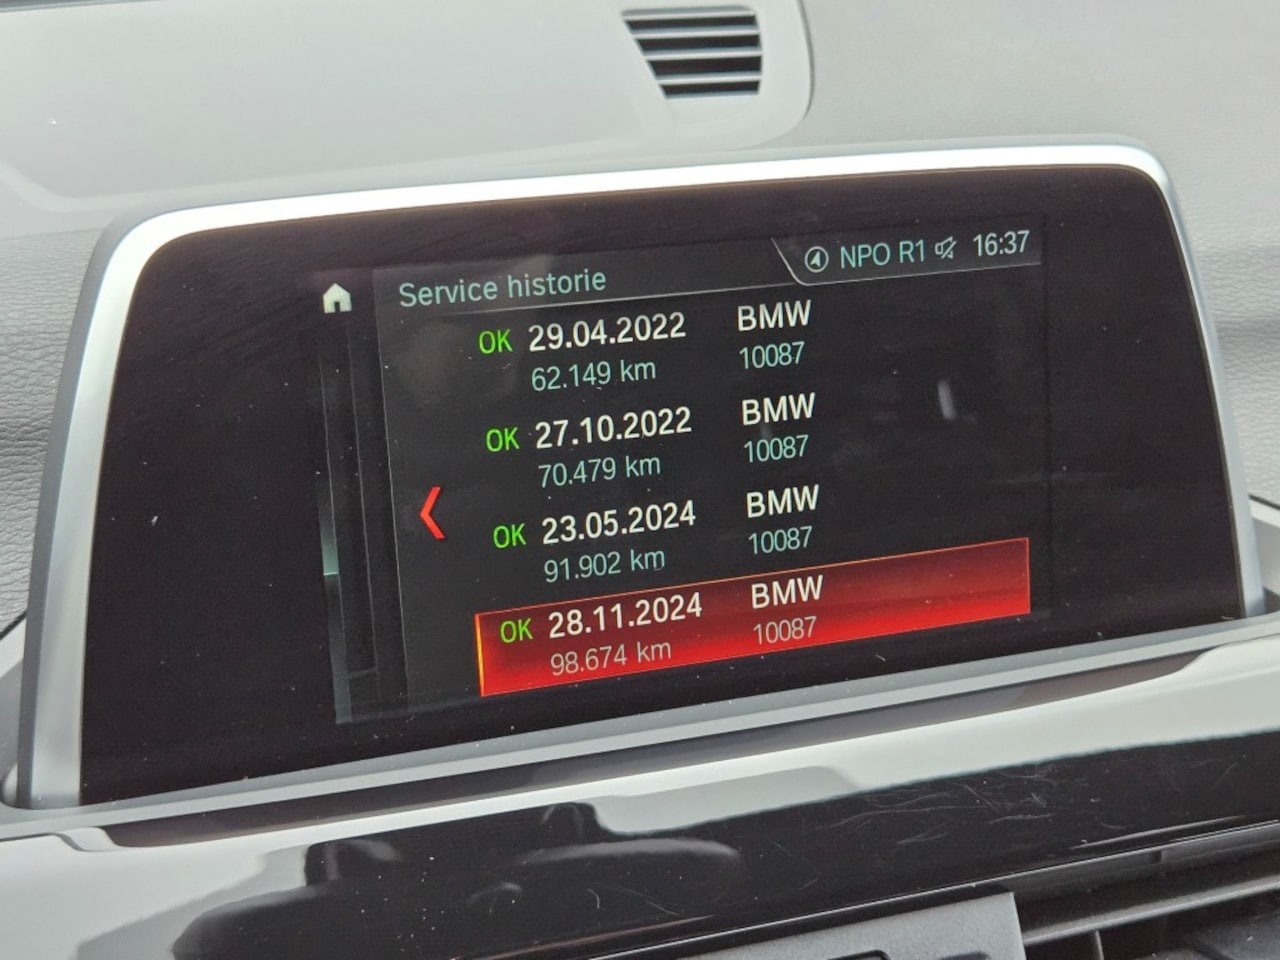 NPO R1 16:37
Service historie
OK 29.04.2022 BMW
62.149 km 10087
OK 27.10.2022 BMW
70.479 km 10087
OK 23.05.2024 BMW
91.902 km 10087
OK 28.11.2024 BMW
98.674 km 10087